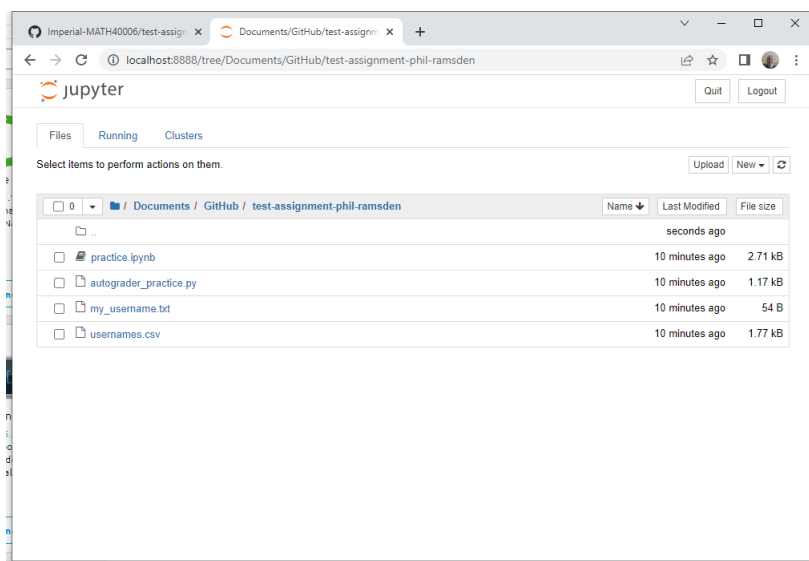 Imperial-MATH40006/test-assign
Documents/GitHub/test-assignm
localhost:8888/tree/Documents/GitHub/test-assignment-phil-ramsden
jupyter
Quit Logout
Files Running Clusters
Select items to perform actions on them.
Upload New
0 / Documents / GitHub / test-assignment-phil-ramsden Name Last Modified File size
.. seconds ago
practice.ipynb 10 minutes ago 2.71 kB
autograder_practice.py 10 minutes ago 1.17 kB
my_username.txt 10 minutes ago 54 B
usernames.csv 10 minutes ago 1.77 kB